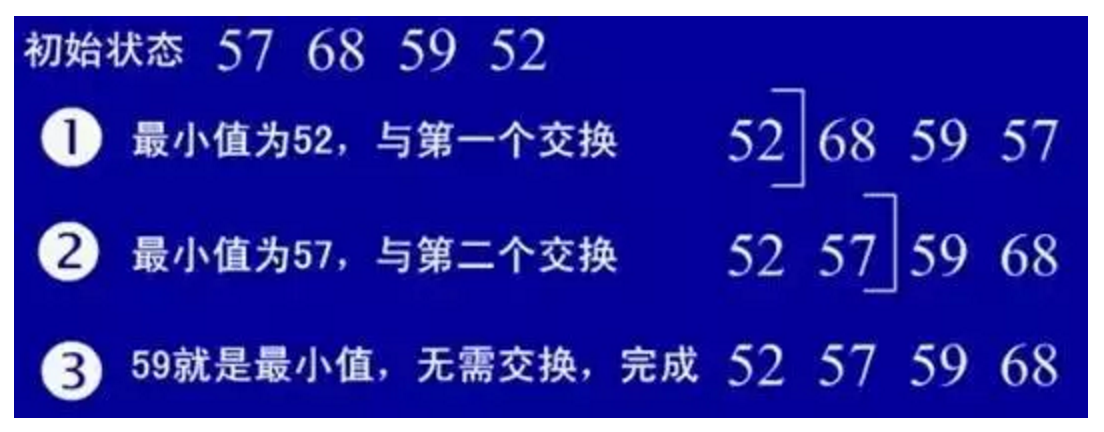 初始状态 57 68 59 52
1 最小值为52，与第一个交换 52] 68 59 57
2 最小值为57，与第二个交换 52 57] 59 68
3 59就是最小值，无需交换，完成 52 57 59 68